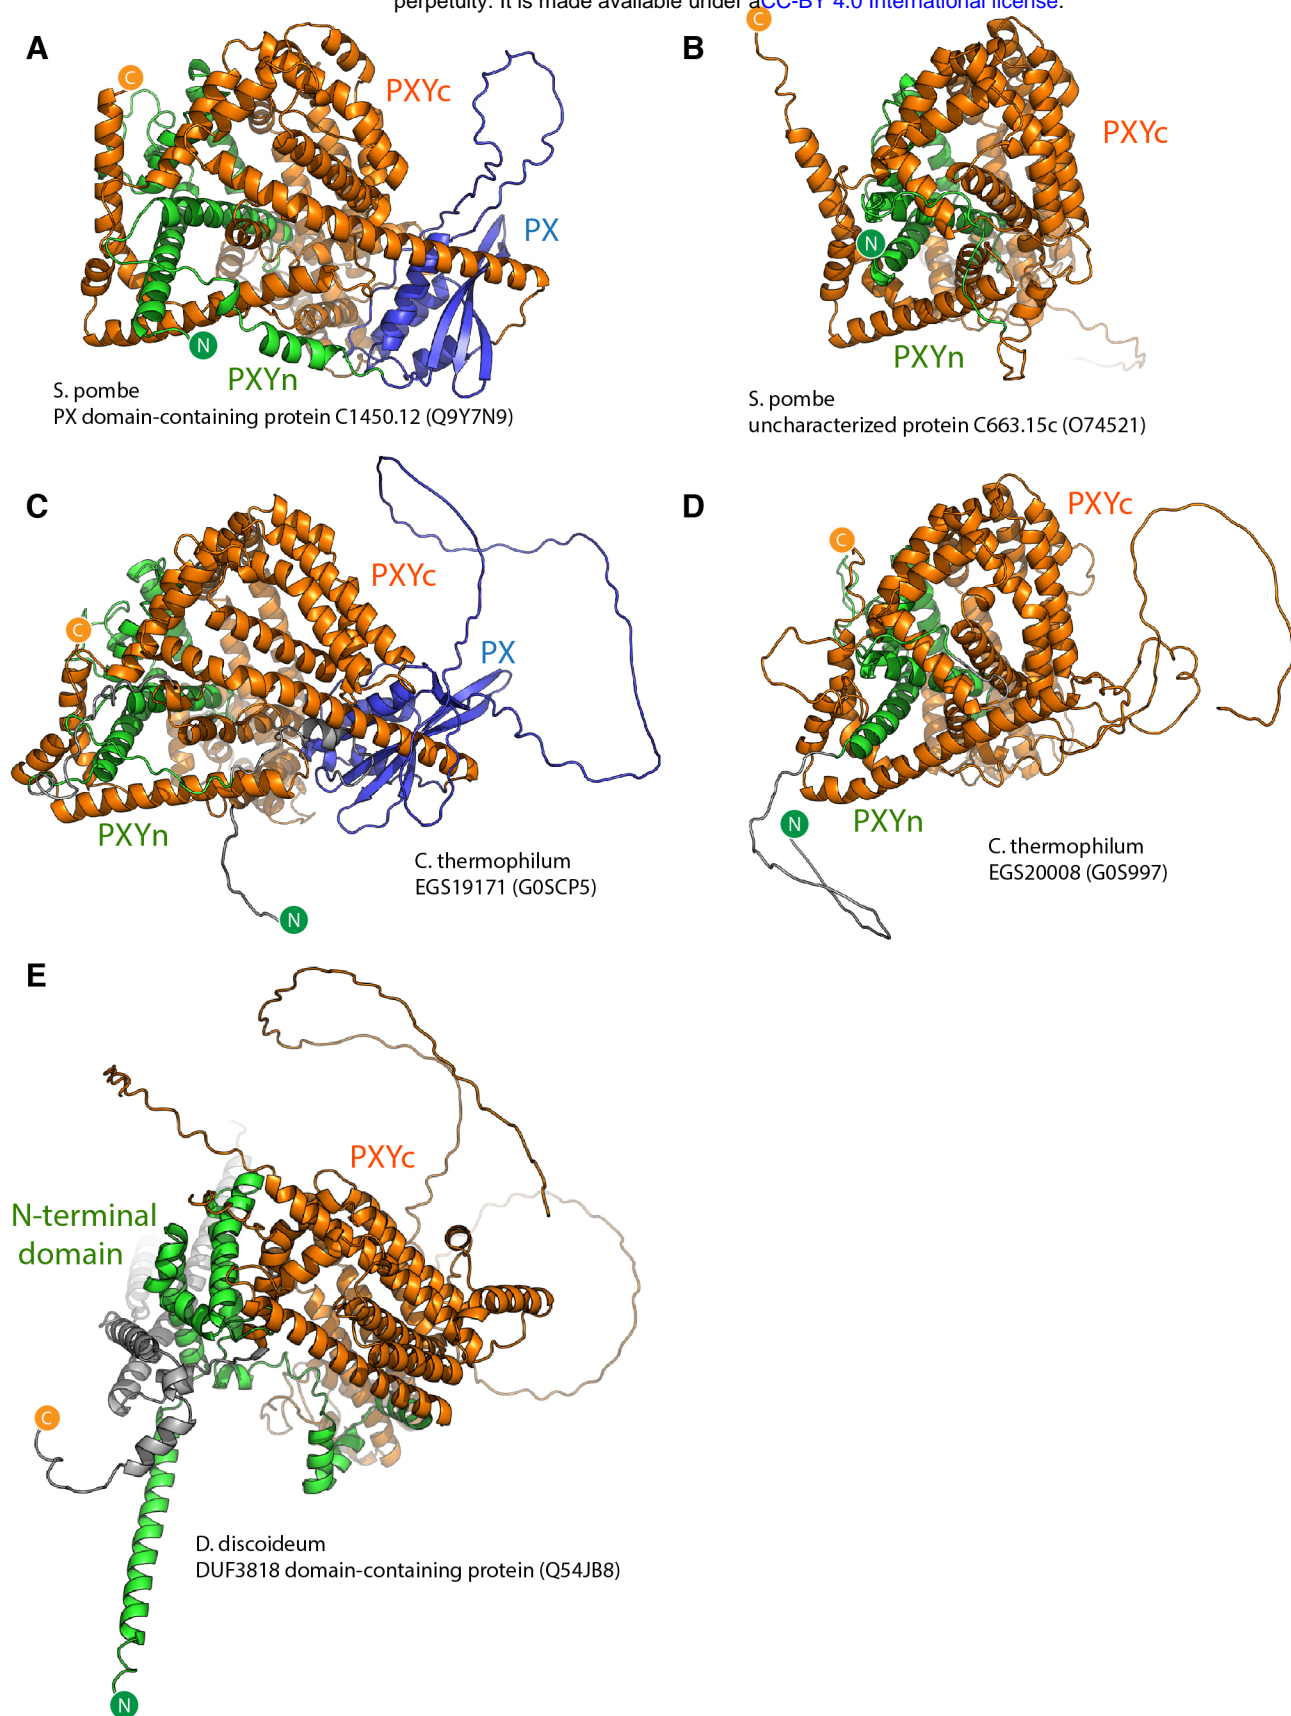 perpetuity. It is made available under aCC-BY 4.0 International license.
A
C
PXYc
PX
N
PXYn
S. pombe
PX domain-containing protein C1450.12 (Q9Y7N9)
B
C
PXYc
N
PXYn
S. pombe
uncharacterized protein C663.15c (O74521)
C
PXYc
C
PX
PXYn
C. thermophilum
EGS19171 (G0SCP5)
N
D
PXYc
C
N
PXYn
C. thermophilum
EGS20008 (G0S997)
E
PXYc
N-terminal
domain
C
D. discoideum
DUF3818 domain-containing protein (Q54JB8)
N